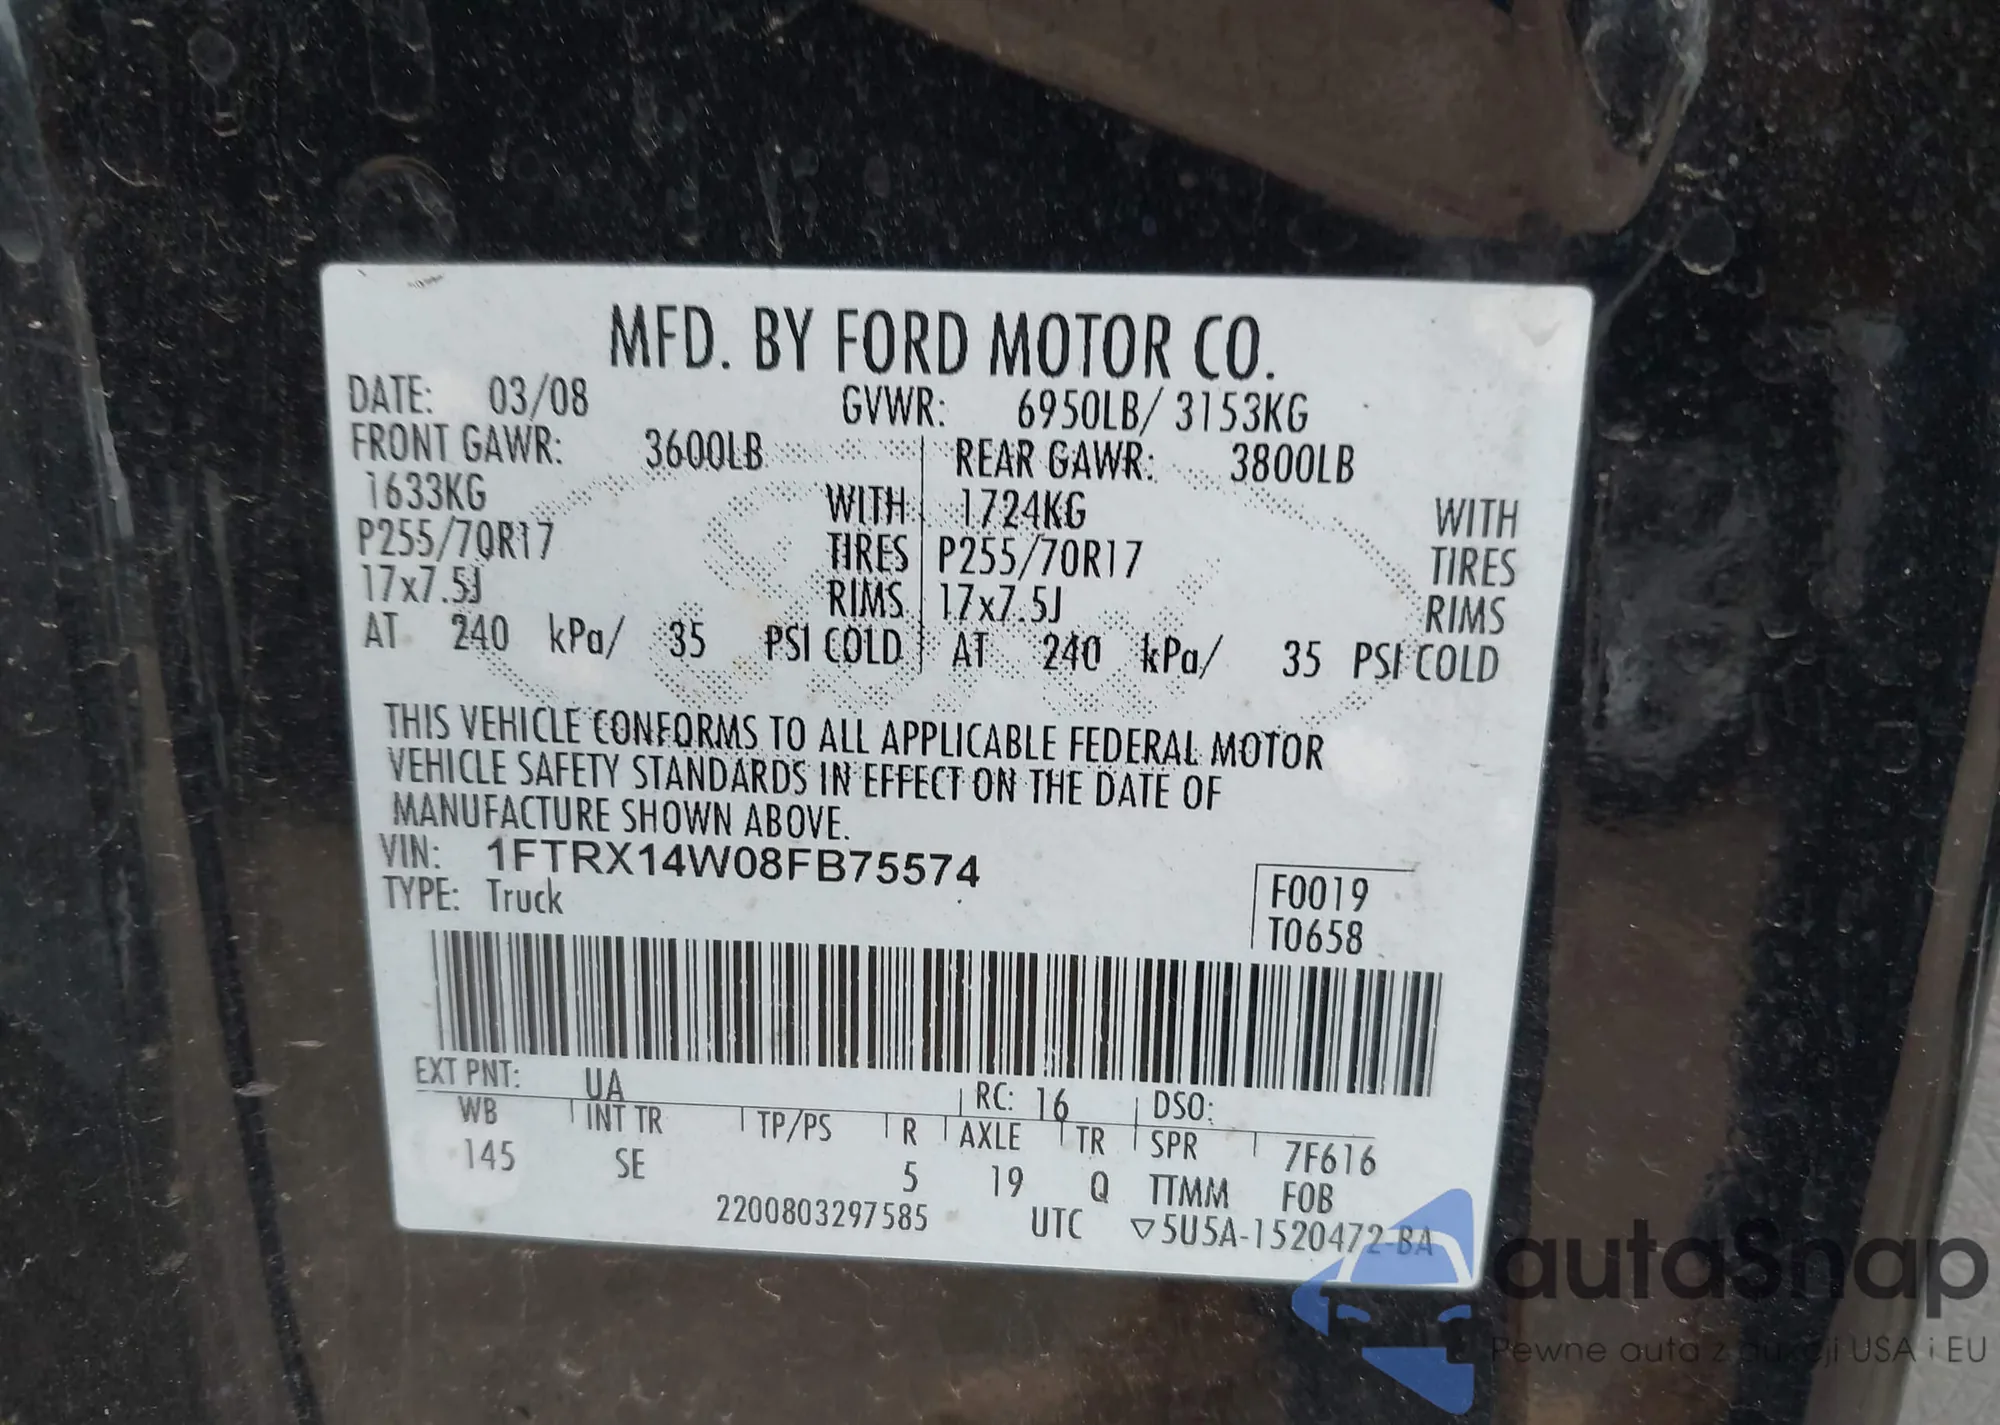 MFD. BY FORD MOTOR CO.
DATE: 03/08 GVWR: 6950LB/ 3153KG
FRONT GAWR: 3600LB REAR GAWR: 3800LB
1633KG WITH 1724KG WITH
P255/70R17 TIRES P255/70R17 TIRES
17x7.5J RIMS 17x7.5J RIMS
AT 240 kPa/ 35 PSI COLD AT 240 kPa/ 35 PSI COLD
THIS VEHICLE CONFORMS TO ALL APPLICABLE FEDERAL MOTOR
VEHICLE SAFETY STANDARDS IN EFFECT ON THE DATE OF
MANUFACTURE SHOWN ABOVE.
VIN: 1FTRX14W08FB75574
TYPE: Truck
F0019
T0658
EXT PNT: UA RC: 16 DSO:
WB INT TR TP/PS R AXLE TR SPR 7F616
145 SE 5 19 Q TTMM FOB
2200803297585 UTC ▽5U5A-1520472-BA
autaSnap
Pewne auta z aukcji USA i EU